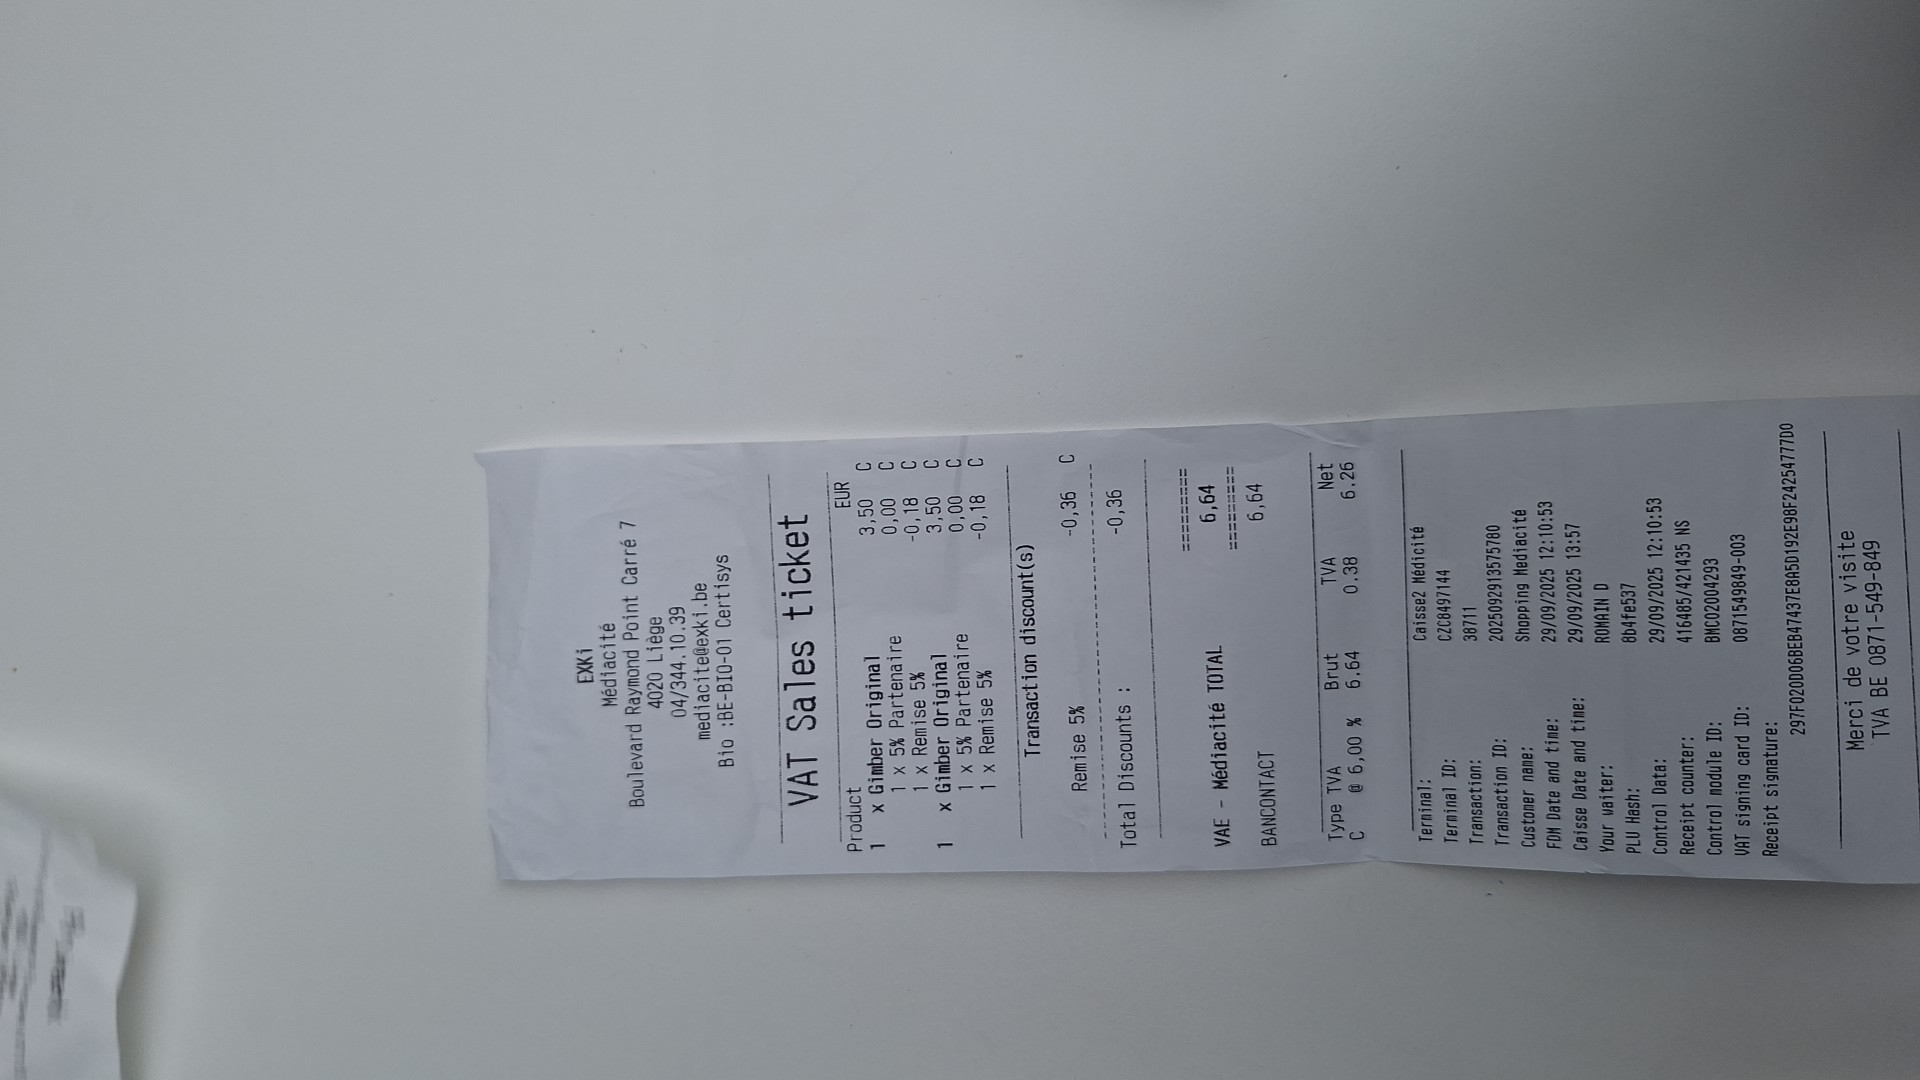 EXKi
Médiacité
Boulevard Raymond Point Carré 7
4020 Liège
04/344.10.39
mediacite@exki.be
Bio :BE-BIO-01 Certisys
VAT Sales ticket
Product EUR
1 x Gimber Original 3,50 C
1 x 5% Partenaire 0,00 C
1 x Remise 5% -0,18 C
1 x Gimber Original 3,50 C
1 x 5% Partenaire 0,00 C
1 x Remise 5% -0,18 C
Transaction discount(s)
Remise 5% -0,36 C
Total Discounts : -0,36
========
VAE - Médiacité TOTAL 6,64
========
BANCONTACT 6,64
Type TVA Brut TVA Net
C @ 6,00 % 6.64 0.38 6.26
Terminal: Caisse2 Médicité
Terminal ID: CZC8497144
Transaction: 38711
Transaction ID: 20250929135757​80
Customer name: Shopping Mediacité
FDM Date and time: 29/09/2025 12:10:53
Caisse Date and time: 29/09/2025 13:57
Your waiter: ROMAIN D
PLU Hash: 8b4fe537
Control Data: 29/09/2025 12:10:53
Receipt counter: 416485/421435 NS
Control module ID: BMC02004293
VAT signing card ID: 0871549849-003
Receipt signature:
297F020D06BEB47437E8A5D192E98F24254777D0
Merci de votre visite
TVA BE 0871-549-849